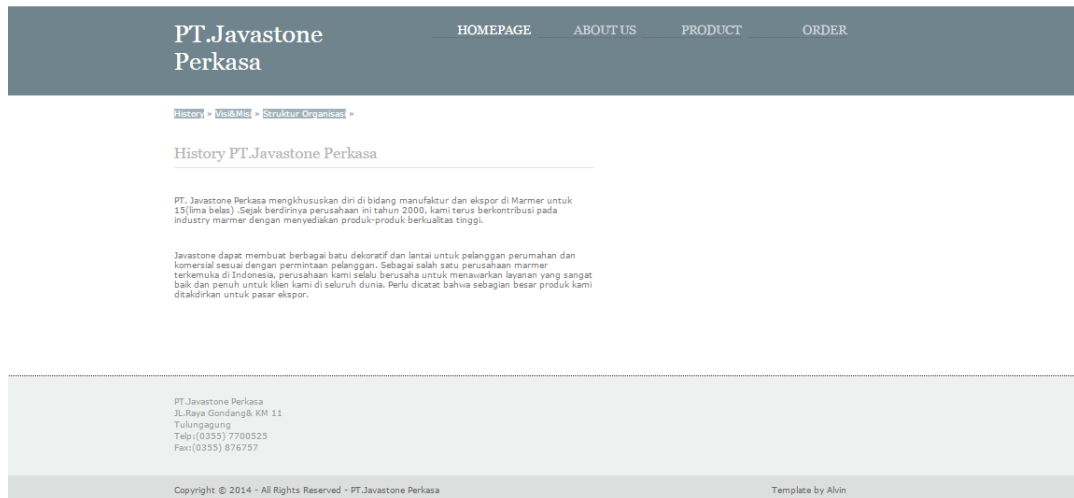 PT.Javastone
Perkasa
HOMEPAGE ABOUT US PRODUCT ORDER
History » Visi&Misi » Struktur Organisasi »
History PT.Javastone Perkasa
PT, Javastone Perkasa mengkhususkan diri di bidang manufaktur dan ekspor di Marmer untuk
15(lima belas) .Sejak berdirinya perusahaan ini tahun 2000, kami terus berkontribusi pada
industry marmer dengan menyediakan produk-produk berkualitas tinggi.
Javastone dapat membuat berbagai batu dekoratif dan lantai untuk pelanggan perumahan dan
komersial sesuai dengan permintaan pelanggan. Sebagai salah satu perusahaan marmer
terkemuka di Indonesia, perusahaan kami selalu berusaha untuk menawarkan layanan yang sangat
baik dan penuh untuk klien kami di seluruh dunia. Perlu dicatat bahwa sebagian besar produk kami
ditakdirkan untuk pasar ekspor.
PT.Javastone Perkasa
JL.Raya Gondang& KM 11
Tulungagung
Telp:(0355) 7700525
Fax:(0355) 876757
Copyright © 2014 - All Rights Reserved - PT.Javastone Perkasa Template by Alvin